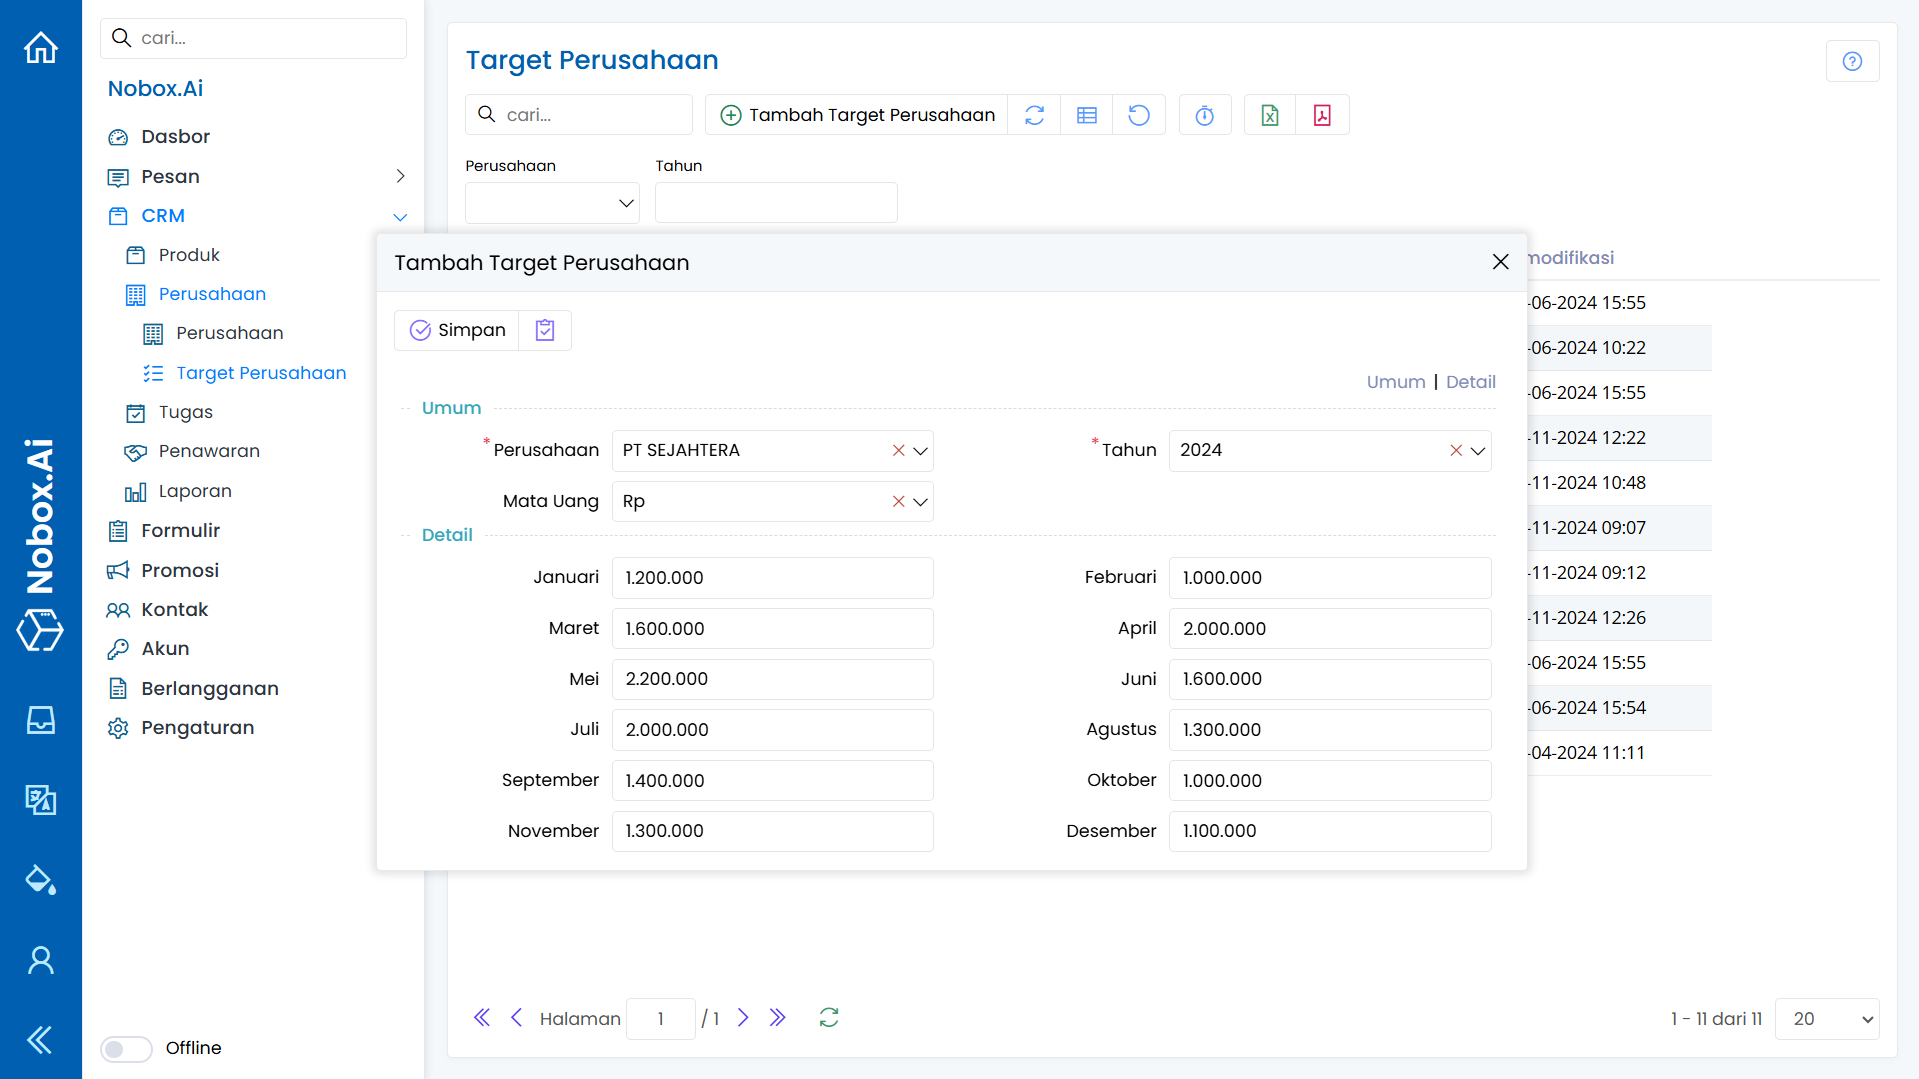 Nobox.Ai
cari...
Nobox.Ai
Dasbor
Pesan
CRM
Produk
Perusahaan
Perusahaan
Target Perusahaan
Tugas
Penawaran
Laporan
Formulir
Promosi
Kontak
Akun
Berlangganan
Pengaturan
Offline
Target Perusahaan
cari...
Tambah Target Perusahaan
Perusahaan Tahun
modifikasi
-06-2024 15:55
-06-2024 10:22
-06-2024 15:55
-11-2024 12:22
-11-2024 10:48
-11-2024 09:07
-11-2024 09:12
-11-2024 12:26
-06-2024 15:55
-06-2024 15:54
-04-2024 11:11
Tambah Target Perusahaan
Simpan
Umum | Detail
Umum
* Perusahaan PT SEJAHTERA * Tahun 2024
Mata Uang Rp
Detail
Januari 1.200.000 Februari 1.000.000
Maret 1.600.000 April 2.000.000
Mei 2.200.000 Juni 1.600.000
Juli 2.000.000 Agustus 1.300.000
September 1.400.000 Oktober 1.000.000
November 1.300.000 Desember 1.100.000
Halaman 1 / 1
1 - 11 dari 11 20